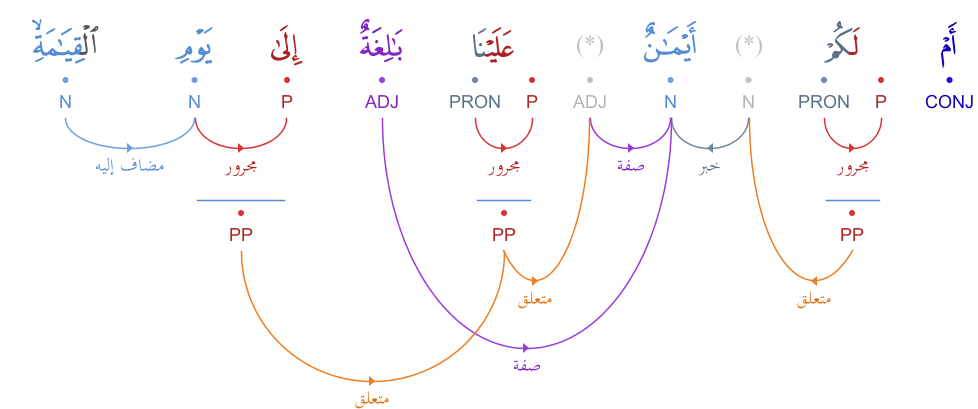 أَمْ لَكُمْ (*) أَيْمَـٰنٌ (*) عَلَيْنَا بَـٰلِغَةٌ إِلَىٰ يَوْمِ ٱلْقِيَـٰمَةِ ۙ
CONJ P PRON N N ADJ P PRON ADJ P N N
مجرور خبر صفة مجرور مجرور مضاف إليه
PP PP PP
متعلق متعلق
صفة
متعلق